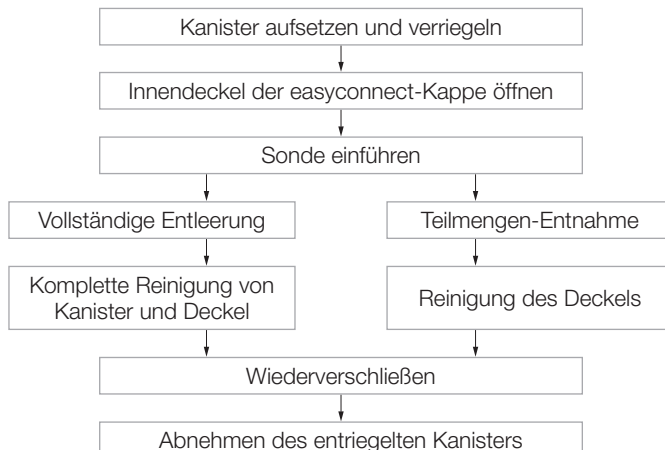 Kanister aufsetzen und verriegeln
Innendeckel der easyconnect-Kappe öffnen
Sonde einführen
Vollständige Entleerung
Teilmengen-Entnahme
Komplette Reinigung von
Kanister und Deckel
Reinigung des Deckels
Wiederverschließen
Abnehmen des entriegelten Kanisters